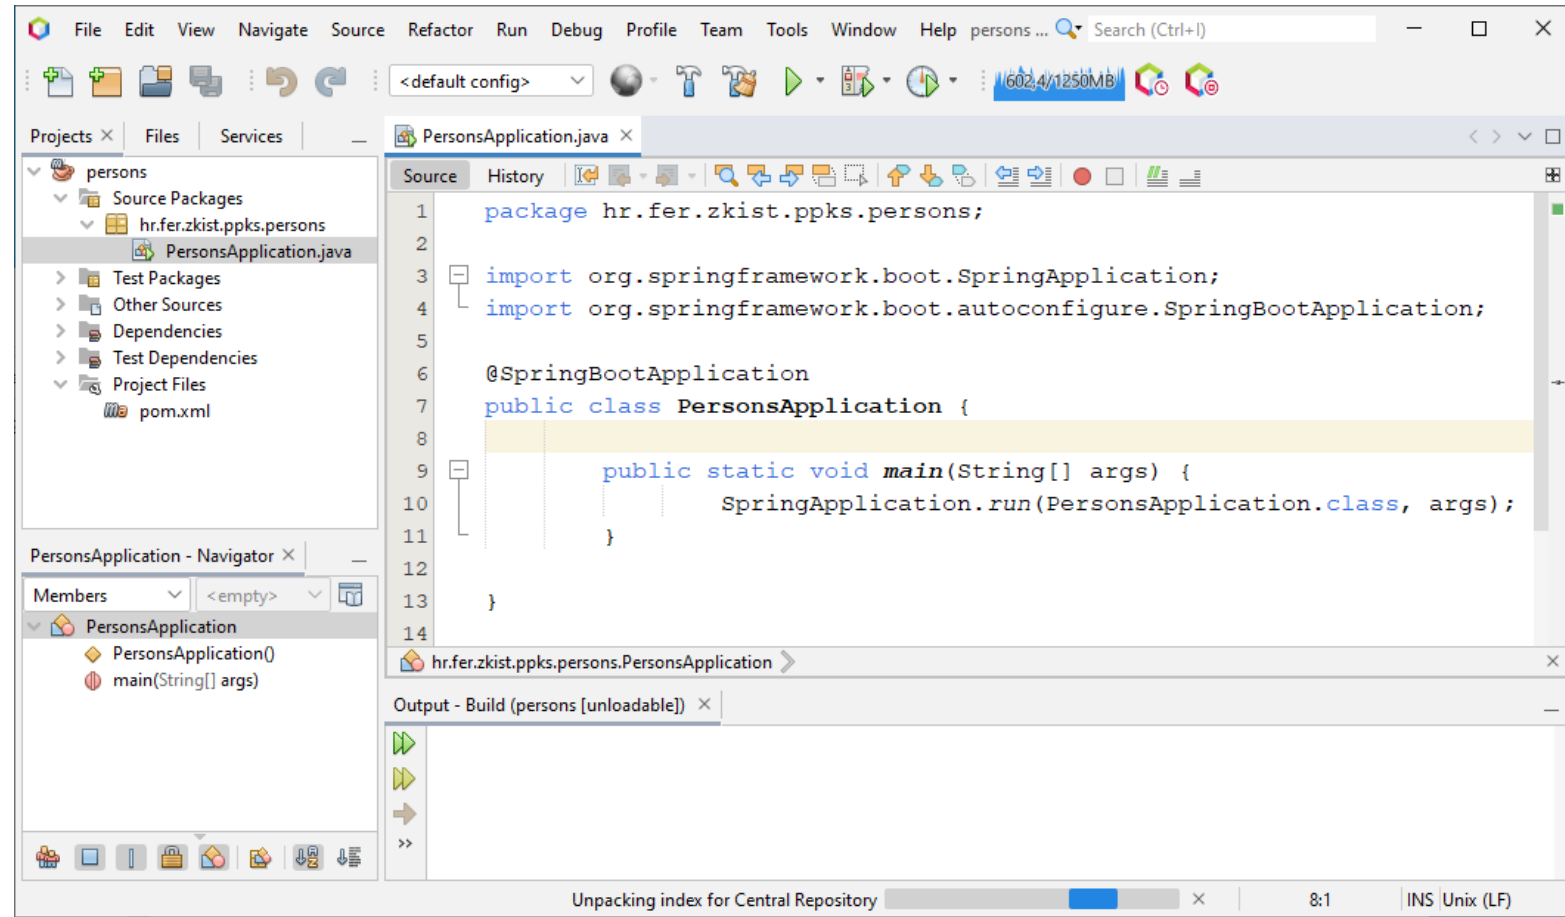 File Edit View Navigate Source Refactor Run Debug Profile Team Tools Window Help persons ... Search (Ctrl+I)
<default config> 602,4/1250MB
Projects Files Services
persons
Source Packages
hr.fer.zkist.ppks.persons
PersonsApplication.java
Test Packages
Other Sources
Dependencies
Test Dependencies
Project Files
pom.xml
PersonsApplication - Navigator
Members <empty>
PersonsApplication
PersonsApplication()
main(String[] args)
PersonsApplication.java
Source History
1 package hr.fer.zkist.ppks.persons;
2
3 import org.springframework.boot.SpringApplication;
4 import org.springframework.boot.autoconfigure.SpringBootApplication;
5
6 @SpringBootApplication
7 public class PersonsApplication {
8
9 public static void main(String[] args) {
10 SpringApplication.run(PersonsApplication.class, args);
11 }
12
13 }
14
hr.fer.zkist.ppks.persons.PersonsApplication
Output - Build (persons [unloadable])
Unpacking index for Central Repository 8:1 INS Unix (LF)